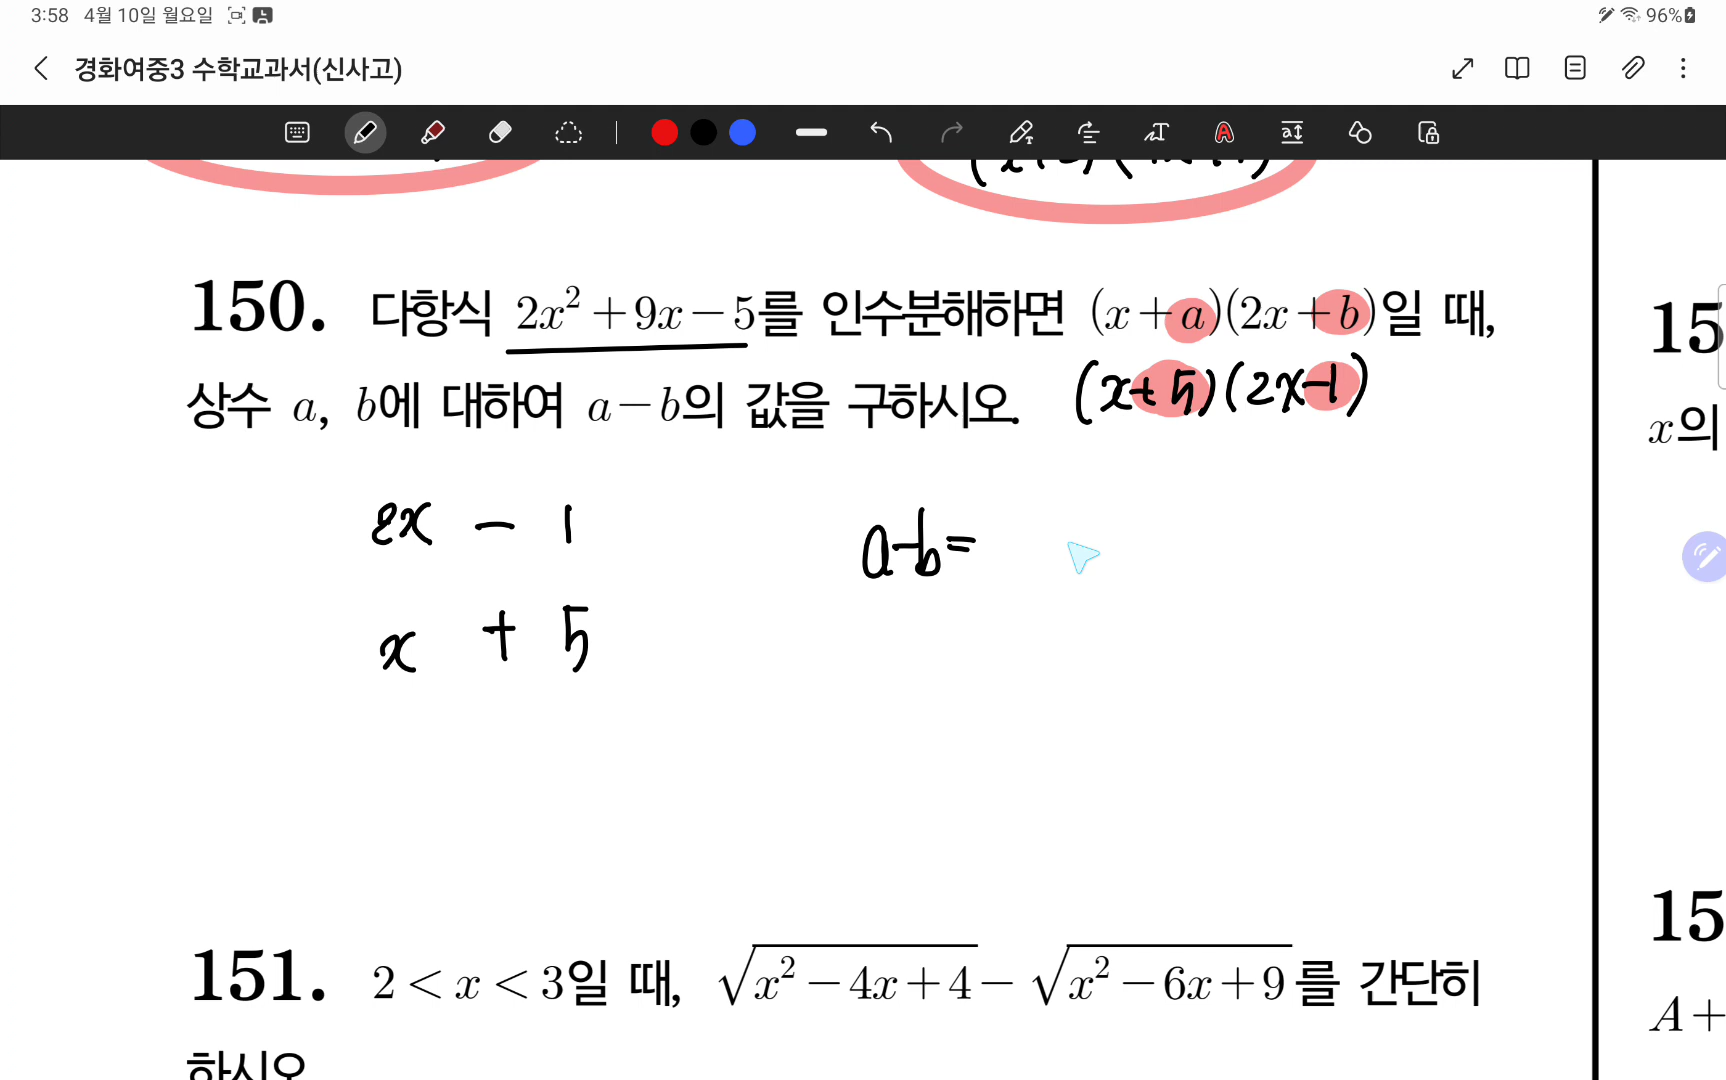 3:58 4월 10일 월요일 96%
경화여중3 수학교과서(신사고)
150. 다항식 2x² + 9x − 5를 인수분해하면 (x + a)(2x + b)일 때,
상수 a, b에 대하여 a − b의 값을 구하시오. (x+5)(2x−1)
2x − 1
a−b=
x + 5
151. 2 < x < 3일 때, √(x² − 4x + 4) − √(x² − 6x + 9)를 간단히
하시오
15
x의
15
A+